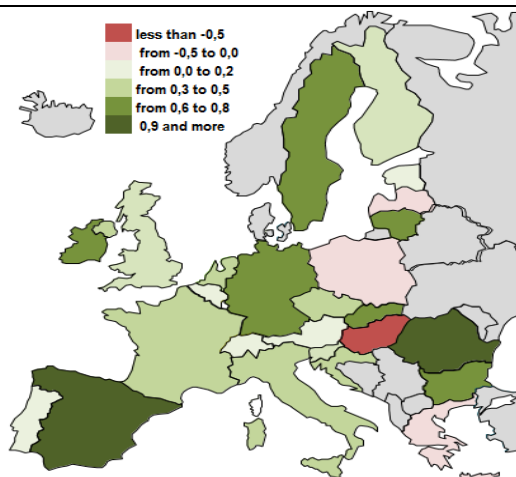 less than -0,5
from -0,5 to 0,0
from 0,0 to 0,2
from 0,3 to 0,5
from 0,6 to 0,8
0,9 and more